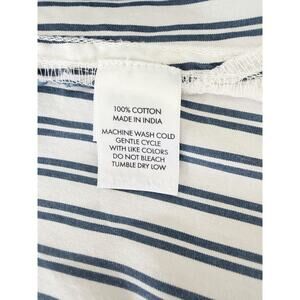 100% COTTON
MADE IN INDIA
MACHINE WASH COLD
GENTLE CYCLE
WITH LIKE COLORS
DO NOT BLEACH
TUMBLE DRY LOW